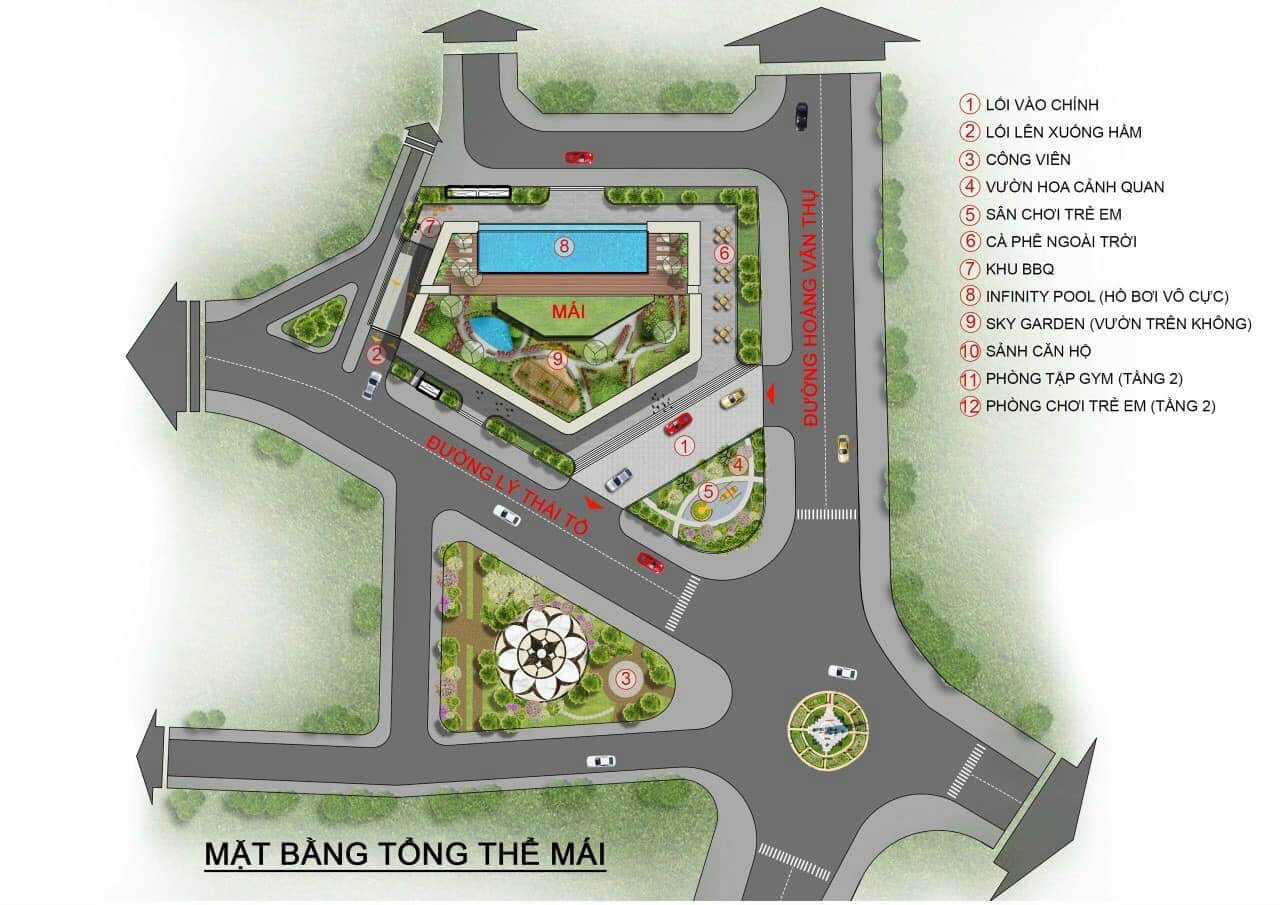 1 LỐI VÀO CHÍNH
2 LỐI LÊN XUỐNG HẦM
3 CÔNG VIÊN
4 VƯỜN HOA CẢNH QUAN
5 SÂN CHƠI TRẺ EM
6 CÀ PHÊ NGOÀI TRỜI
7 KHU BBQ
8 INFINITY POOL (HỒ BƠI VÔ CỰC)
9 SKY GARDEN (VƯỜN TRÊN KHÔNG)
10 SẢNH CĂN HỘ
11 PHÒNG TẬP GYM (TẦNG 2)
12 PHÒNG CHƠI TRẺ EM (TẦNG 2)
7
8
6
MÁI
ĐƯỜNG HOÀNG VĂN THỤ
2
9
1
ĐƯỜNG LÝ THÁI TỔ
4
5
3
MẶT BẰNG TỔNG THỂ MÁI